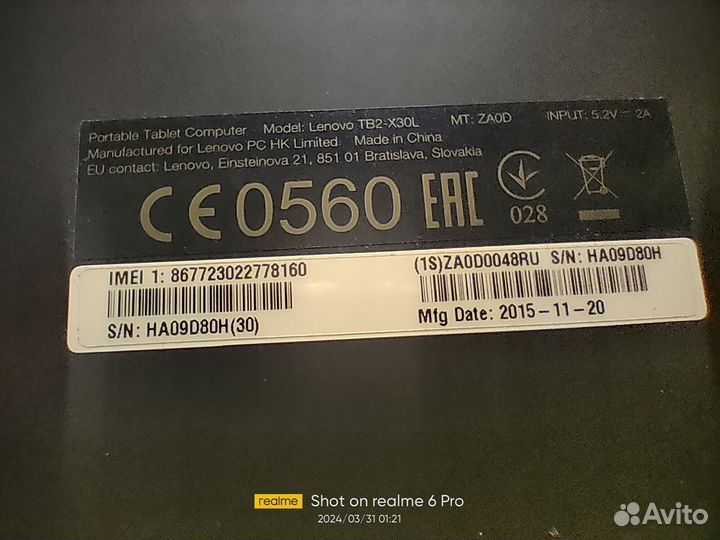 Portable Tablet Computer Model: Lenovo TB2-X30L MT: ZA0D INPUT: 5.2V ⎓ 2A
Manufactured for Lenovo PC HK Limited Made in China
EU contact: Lenovo, Einsteinova 21, 851 01 Bratislava, Slovakia
CE0560 EAC
028
IMEI 1: 867723022778160
S/N: HA09D80H(30)
(1S)ZA0D0048RU S/N: HA09D80H
Mfg Date: 2015-11-20
realme Shot on realme 6 Pro
2024/03/31 01:21
Avito